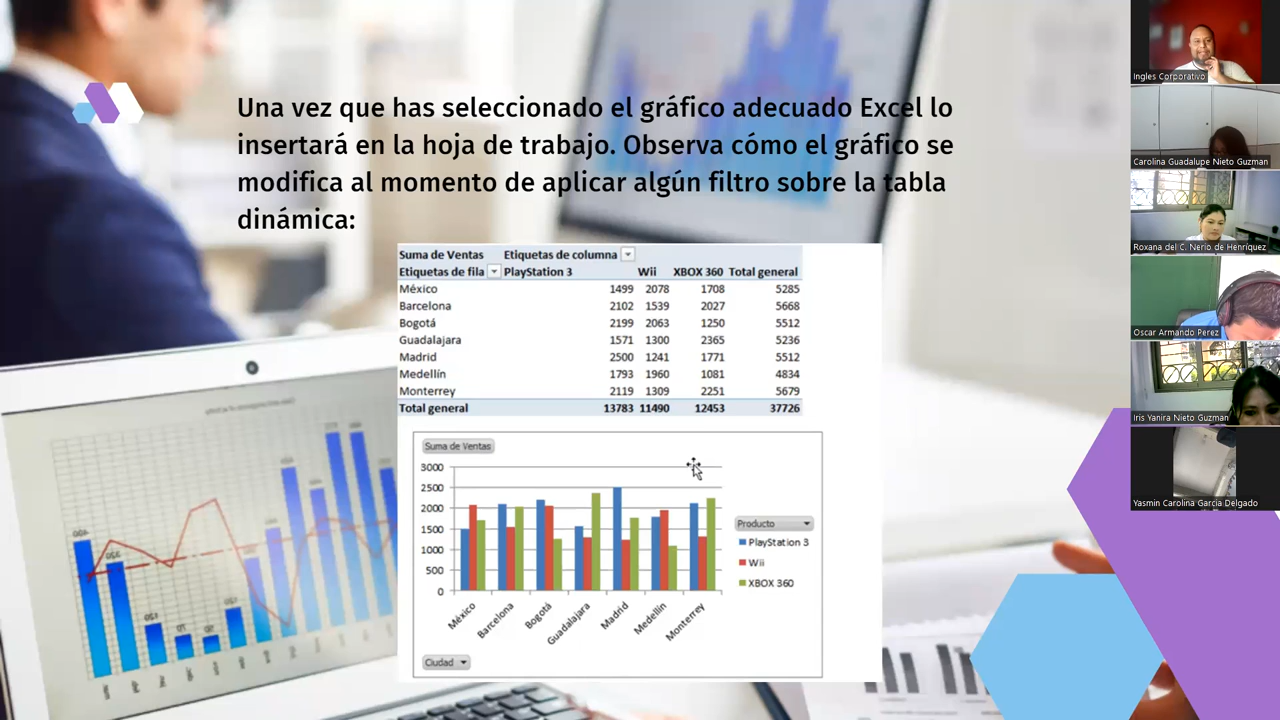 Una vez que has seleccionado el gráfico adecuado Excel lo
insertará en la hoja de trabajo. Observa cómo el gráfico se
modifica al momento de aplicar algún filtro sobre la tabla
dinámica:
Suma de Ventas Etiquetas de columna
Etiquetas de fila PlayStation 3 Wii XBOX 360 Total general
México 1499 2078 1708 5285
Barcelona 2102 1539 2027 5668
Bogotá 2199 2063 1250 5512
Guadalajara 1571 1300 2365 5236
Madrid 2500 1241 1771 5512
Medellín 1793 1960 1081 4834
Monterrey 2119 1309 2251 5679
Total general 13783 11490 12453 37726
Suma de Ventas
3000
2500
2000
1500
1000
500
0
México Barcelona Bogotá Guadalajara Madrid Medellín Monterrey
Producto
PlayStation 3
Wii
XBOX 360
Ciudad
Ingles Corporativo
Carolina Guadalupe Nieto Guzman
Roxana del C. Nerio de Henríquez
Oscar Armando Perez
Iris Yanira Nieto Guzman
Yasmin Carolina Garcia Delgado